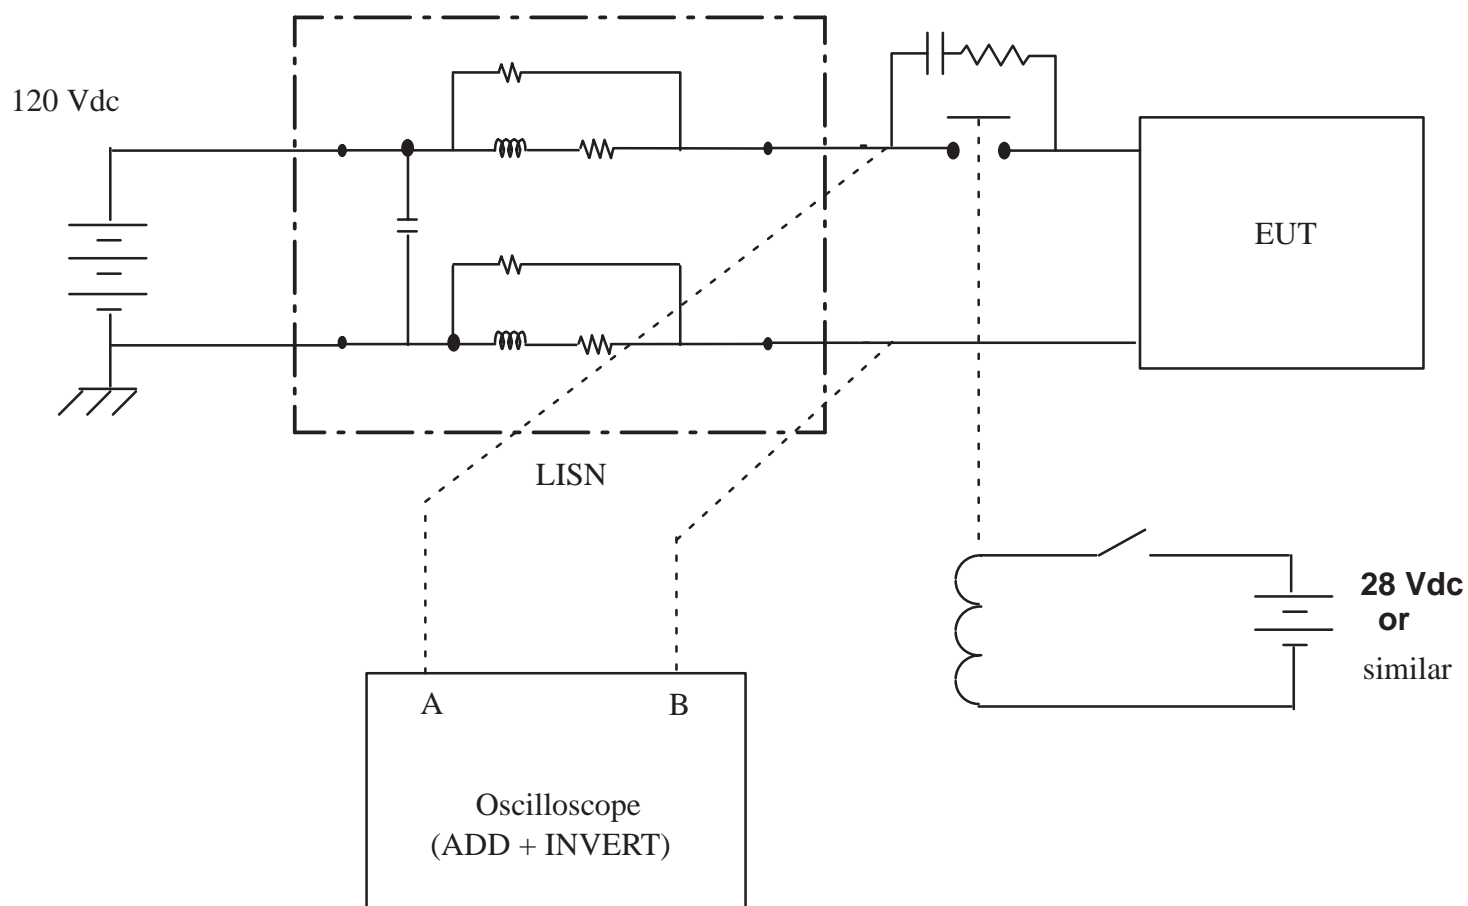 120 Vdc
EUT
LISN
28 Vdc
or
similar
A
B
Oscilloscope
(ADD + INVERT)